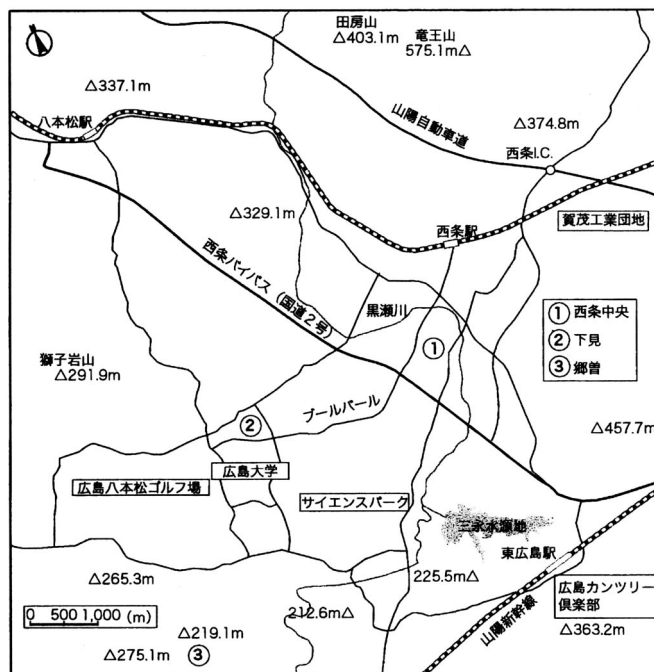 田房山
△403.1m
竜王山
575.1m△
△337.1m
八本松駅
山陽自動車道
△374.8m
西条I.C.
△329.1m
西条駅
賀茂工業団地
西条バイパス（国道2号）
黒瀬川
① 西条中央
② 下見
③ 郷曽
①
獅子岩山
△291.9m
ブールバール
②
△457.7m
広島大学
広島八本松ゴルフ場
サイエンスパーク
三永水源地
東広島駅
△265.3m
225.5m△
広島カンツリー
倶楽部
0 500 1,000 (m)
212.6m△
山陽新幹線
△219.1m
△363.2m
△275.1m
③